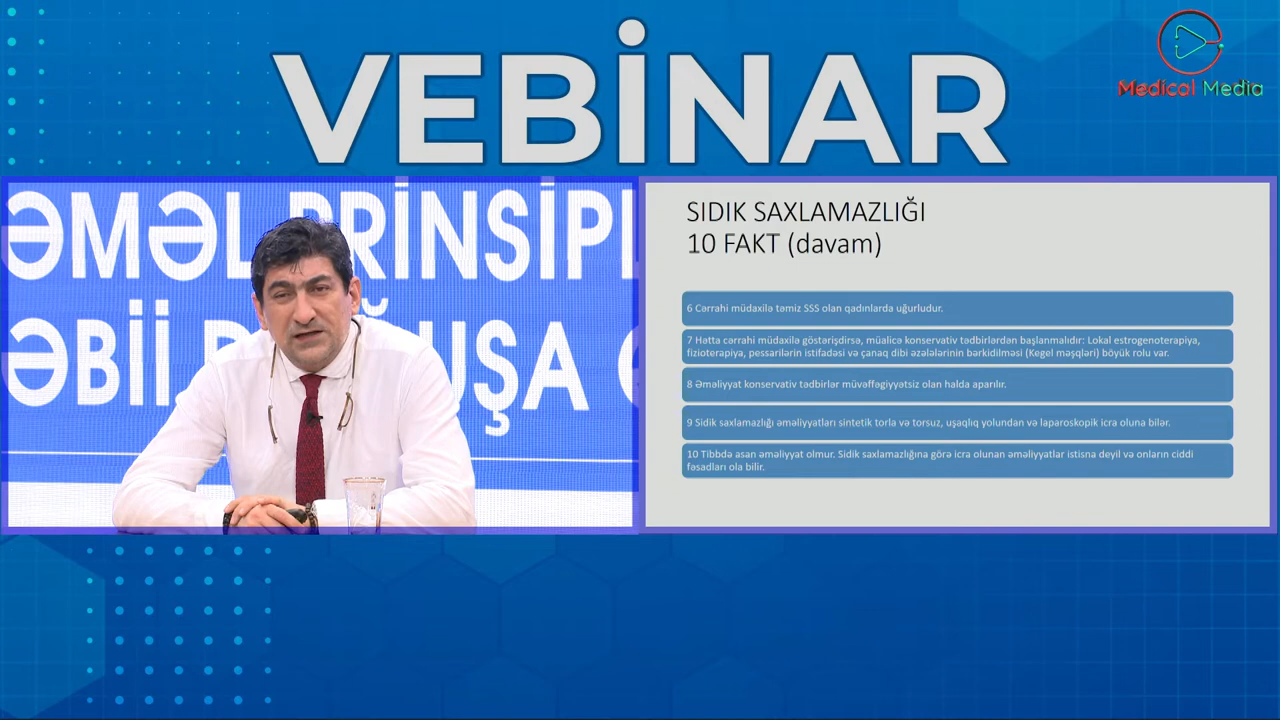 VEBİNAR
Medical Media
ƏMƏL PRİNSİPL
ƏBİİ
UŞA
SIDIK SAXLAMAZLIĞI
10 FAKT (davam)
6 Cərrahi müdaxilə təmiz SSS olan qadınlarda uğurludur.
7 Hətta cərrahi müdaxilə göstərişdirsə, müalicə konservativ tədbirlərdən başlanmalıdır: Lokal estrogenoterapiya,
fizioterapiya, pessarilərin istifadəsi və çanaq dibi əzələlərinin bərkidilməsi (Kegel məşqləri) böyük rolu var.
8 Əməliyyat konservativ tədbirlər müvəffəgiyyətsiz olan halda aparılır.
9 Sidik saxlamazlığı əməliyyatları sintetik torla və torsuz, uşaqlıq yolundan və laparoskopik icra oluna bilər.
10 Tibbdə asan əməliyyat olmur. Sidik saxlamazlığına görə icra olunan əməliyyatlar istisna deyil və onların ciddi
fəsadları ola bilir.